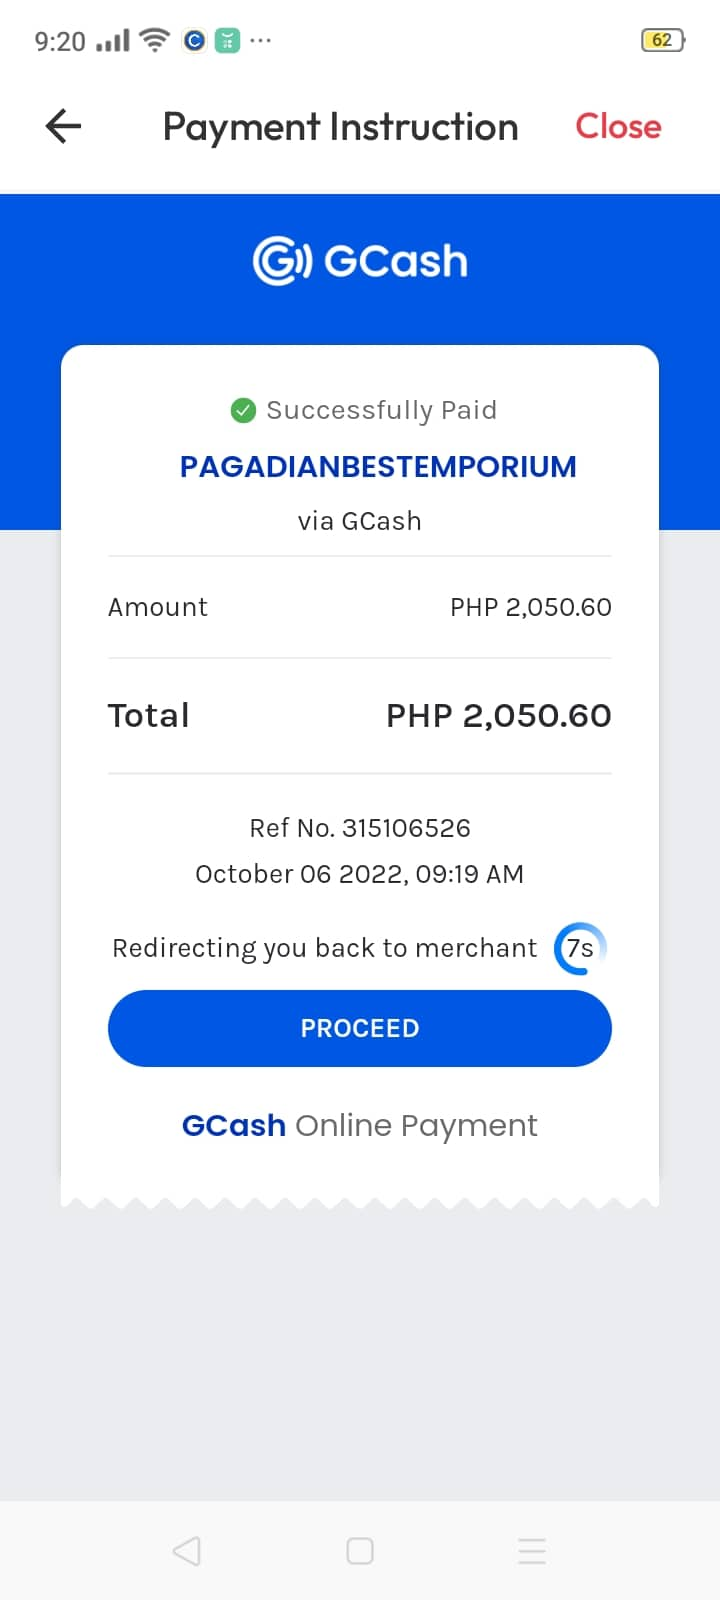 9:20
62
Payment Instruction Close
GCash
Successfully Paid
PAGADIANBESTEMPORIUM
via GCash
Amount PHP 2,050.60
Total PHP 2,050.60
Ref No. 315106526
October 06 2022, 09:19 AM
Redirecting you back to merchant 7s
PROCEED
GCash Online Payment